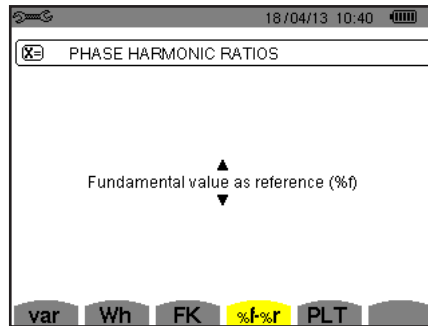 18/04/13 10:40
X= PHASE HARMONIC RATIOS
Fundamental value as reference (%f)
var Wh FK %f-%r PLT